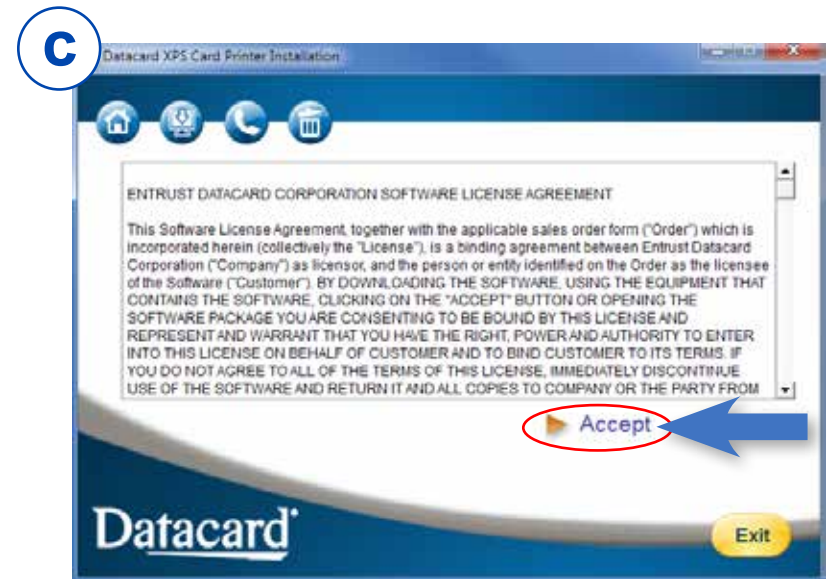 C
Datacard XPS Card Printer Installation
ENTRUST DATACARD CORPORATION SOFTWARE LICENSE AGREEMENT
This Software License Agreement, together with the applicable sales order form ("Order") which is
incorporated herein (collectively the "License"), is a binding agreement between Entrust Datacard
Corporation ("Company") as licensor, and the person or entity identified on the Order as the licensee
of the Software ("Customer"). BY DOWNLOADING THE SOFTWARE, USING THE EQUIPMENT THAT
CONTAINS THE SOFTWARE, CLICKING ON THE "ACCEPT" BUTTON OR OPENING THE
SOFTWARE PACKAGE YOU ARE CONSENTING TO BE BOUND BY THIS LICENSE AND
REPRESENT AND WARRANT THAT YOU HAVE THE RIGHT, POWER AND AUTHORITY TO ENTER
INTO THIS LICENSE ON BEHALF OF CUSTOMER AND TO BIND CUSTOMER TO ITS TERMS. IF
YOU DO NOT AGREE TO ALL OF THE TERMS OF THIS LICENSE, IMMEDIATELY DISCONTINUE
USE OF THE SOFTWARE AND RETURN IT AND ALL COPIES TO COMPANY OR THE PARTY FROM
Accept
Datacard
Exit